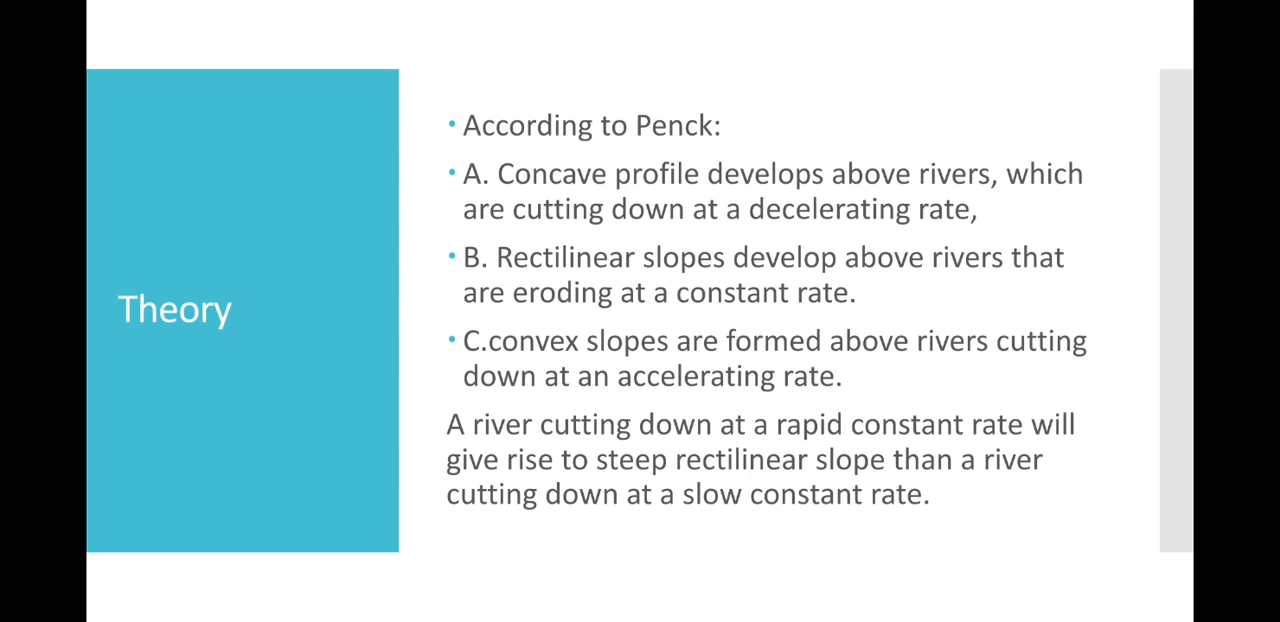 Theory
• According to Penck:
• A. Concave profile develops above rivers, which
are cutting down at a decelerating rate,
• B. Rectilinear slopes develop above rivers that
are eroding at a constant rate.
• C.convex slopes are formed above rivers cutting
down at an accelerating rate.
A river cutting down at a rapid constant rate will
give rise to steep rectilinear slope than a river
cutting down at a slow constant rate.